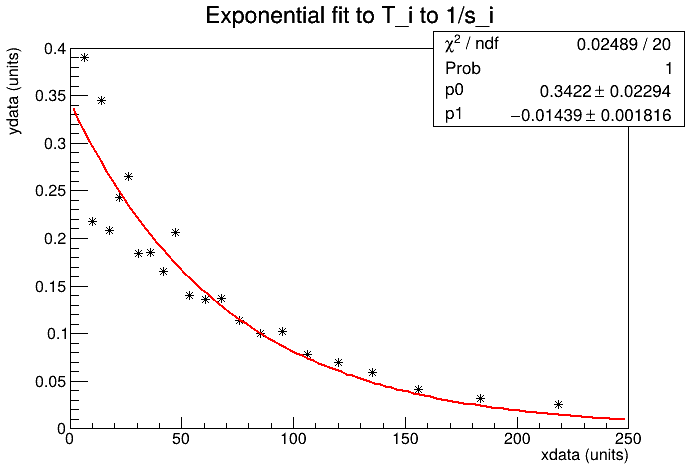 Exponential fit to T_i to 1/s_i
χ² / ndf 0.02489 / 20
Prob 1
p0 0.3422 ± 0.02294
p1 −0.01439 ± 0.001816
ydata (units)
0.4
0.35
0.3
0.25
0.2
0.15
0.1
0.05
0
0 50 100 150 200 250
xdata (units)